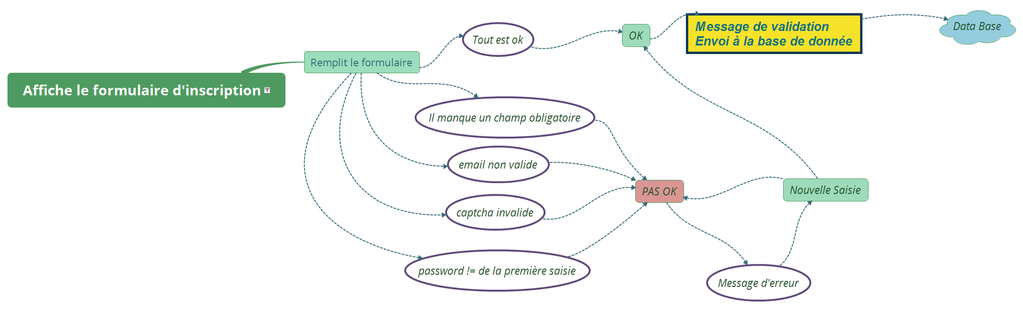 Tout est ok
OK
Message de validation
Envoi à la base de donnée
Data Base
Remplit le formulaire
Affiche le formulaire d'inscription
Il manque un champ obligatoire
email non valide
captcha invalide
password != de la première saisie
PAS OK
Nouvelle Saisie
Message d'erreur